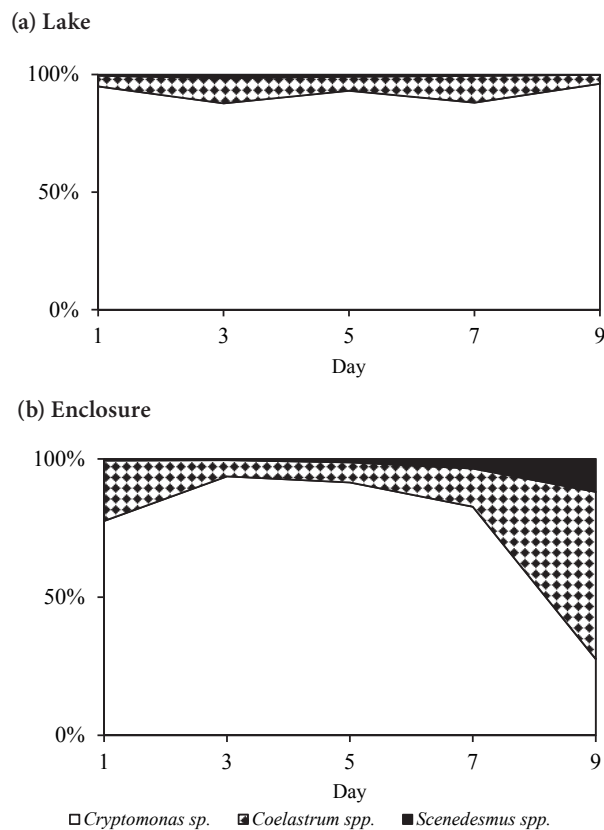 (a) Lake
100%
50%
0%
1 3 5 7 9
Day
(b) Enclosure
100%
50%
0%
1 3 5 7 9
Day
Cryptomonas sp. Coelastrum spp. Scenedesmus spp.